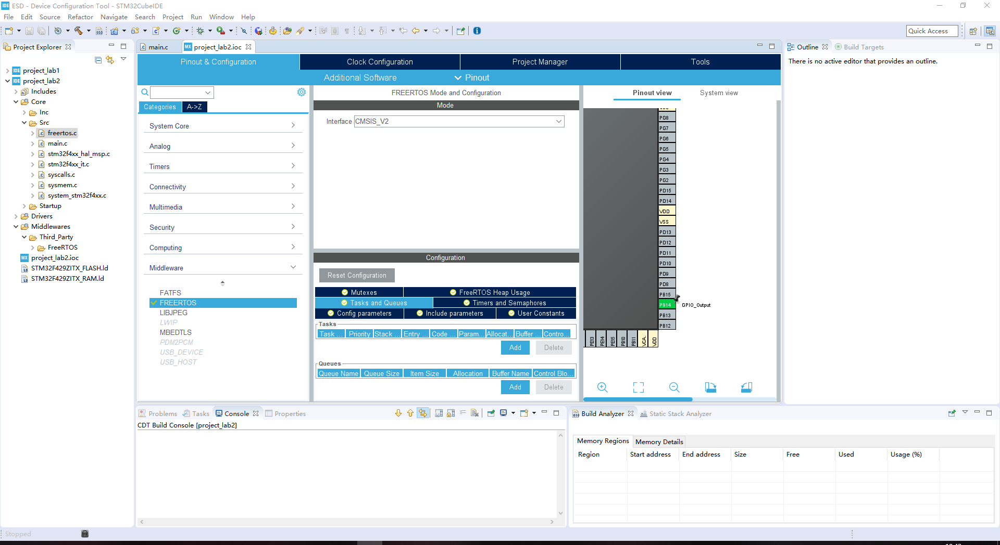 IDE ESD - Device Configuration Tool - STM32CubeIDE
File Edit Source Refactor Navigate Search Project Run Window Help
Quick Access
Project Explorer
main.c
MX project_lab2.ioc
Outline
Build Targets
There is no active editor that provides an outline.
IDE project_lab1
IDE project_lab2
Includes
Core
Inc
Src
freertos.c
main.c
stm32f4xx_hal_msp.c
stm32f4xx_it.c
syscalls.c
sysmem.c
system_stm32f4xx.c
Startup
Drivers
Middlewares
Third_Party
FreeRTOS
MX project_lab2.ioc
STM32F429ZITX_FLASH.ld
STM32F429ZITX_RAM.ld
Pinout & Configuration
Clock Configuration
Project Manager
Tools
Additional Software
Pinout
Categories
A->Z
System Core
Analog
Timers
Connectivity
Multimedia
Security
Computing
Middleware
FATFS
FREERTOS
LIBJPEG
LWIP
MBEDTLS
PDM2PCM
USB_DEVICE
USB_HOST
FREERTOS Mode and Configuration
Mode
Interface CMSIS_V2
Configuration
Reset Configuration
Mutexes
FreeRTOS Heap Usage
Tasks and Queues
Timers and Semaphores
Config parameters
Include parameters
User Constants
Tasks
Task ... Priority Stack ... Entry ... Code ... Param... Allocat... Buffer ... Contro...
Add Delete
Queues
Queue Name Queue Size Item Size Allocation Buffer Name Control Blo...
Add Delete
Pinout view
System view
PG8
PG7
PG6
PG5
PG4
PG3
PG2
PD15
PD14
VDD
VSS
PD13
PD12
PD11
PD10
PD9
PD8
PB15
PB14 GPIO_Output
PB13
PB12
PE13 PE14 PE15 PB10 PB11 VCA. VDD
Problems
Tasks
Console
Properties
CDT Build Console [project_lab2]
Build Analyzer
Static Stack Analyzer
Memory Regions
Memory Details
Region Start address End address Size Free Used Usage (%)
Stopped